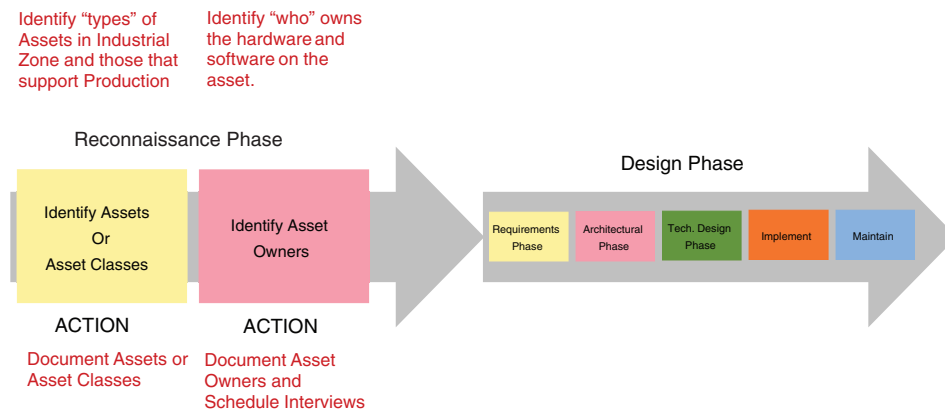 Identify “types” of
Assets in Industrial
Zone and those that
support Production
Identify “who” owns
the hardware and
software on the
asset.
Reconnaissance Phase
Identify Assets
Or
Asset Classes
Identify Asset
Owners
ACTION
Document Assets or
Asset Classes
ACTION
Document Asset
Owners and
Schedule Interviews
Design Phase
Requirements
Phase
Architectural
Phase
Tech. Design
Phase
Implement
Maintain